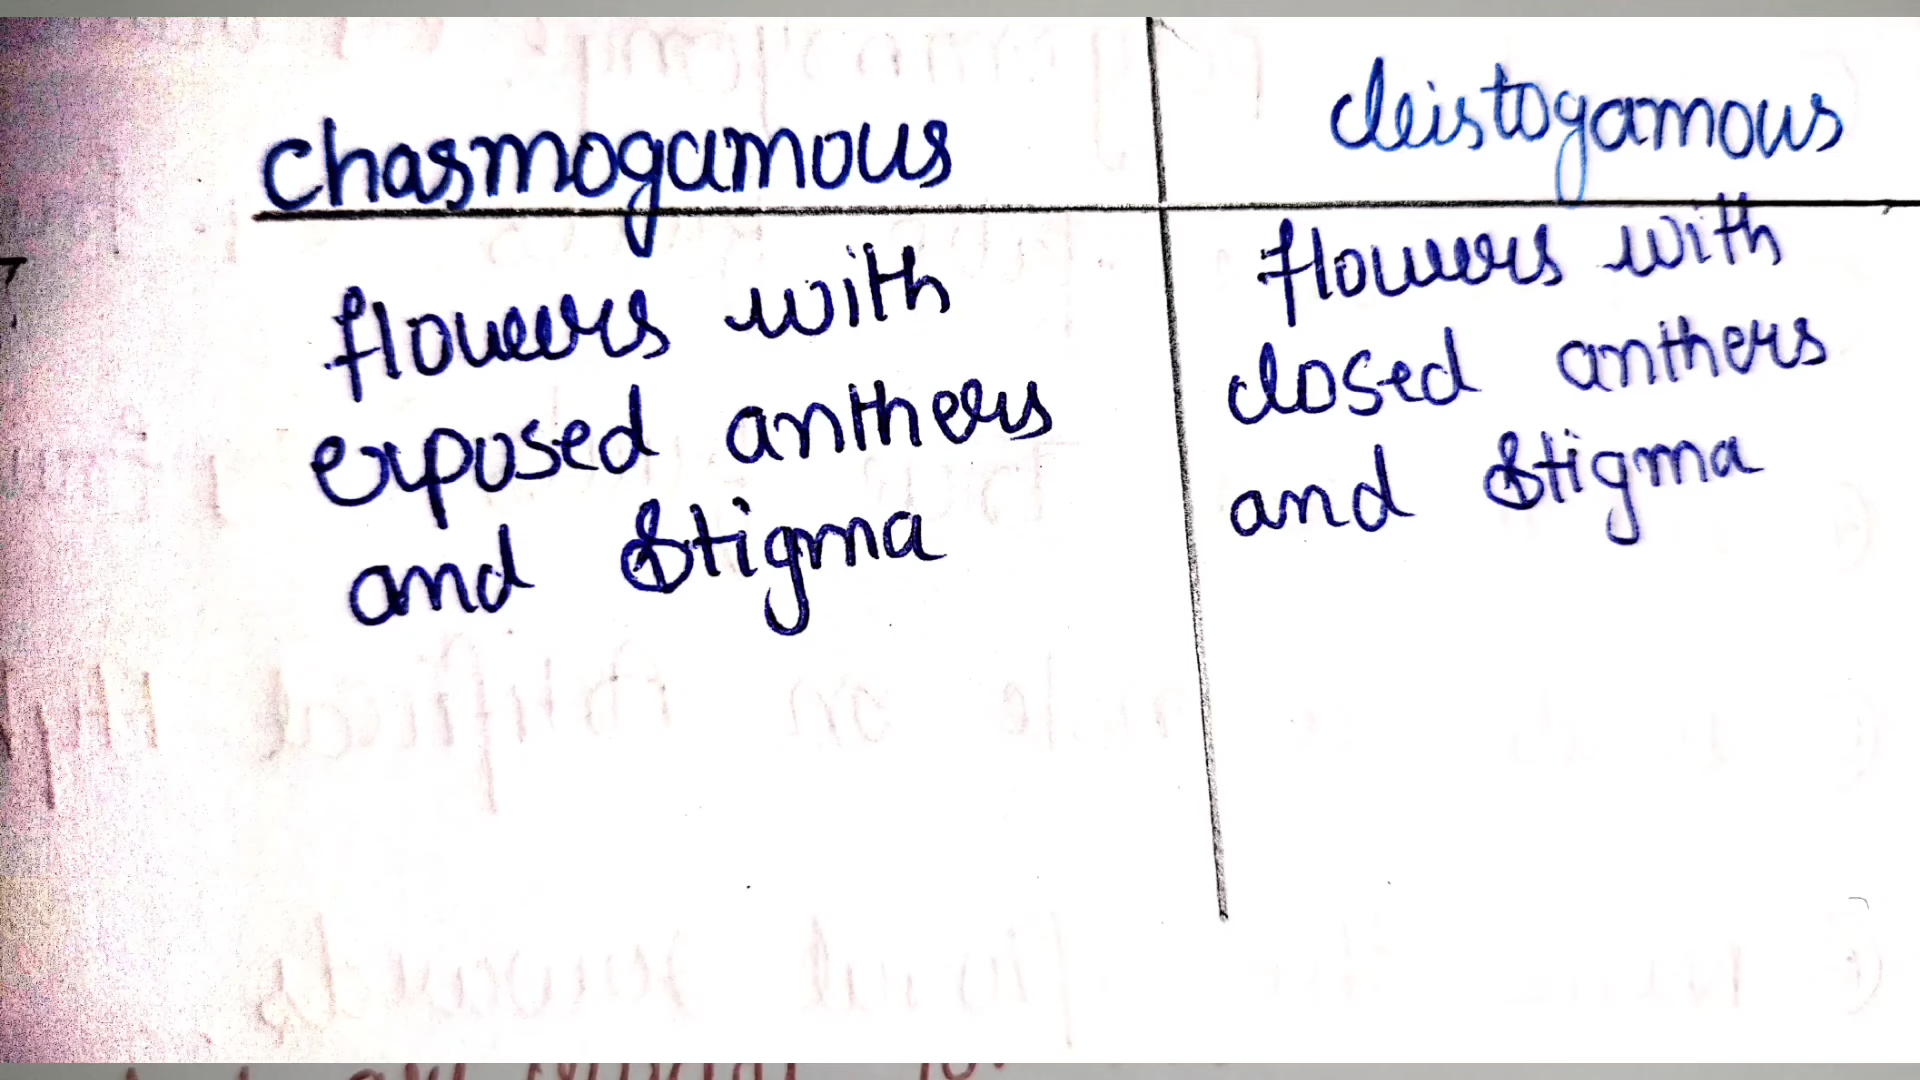 chasmogamous
flowers with
exposed anthers
and Stigma
cleistogamous
flowers with
closed anthers
and Stigma